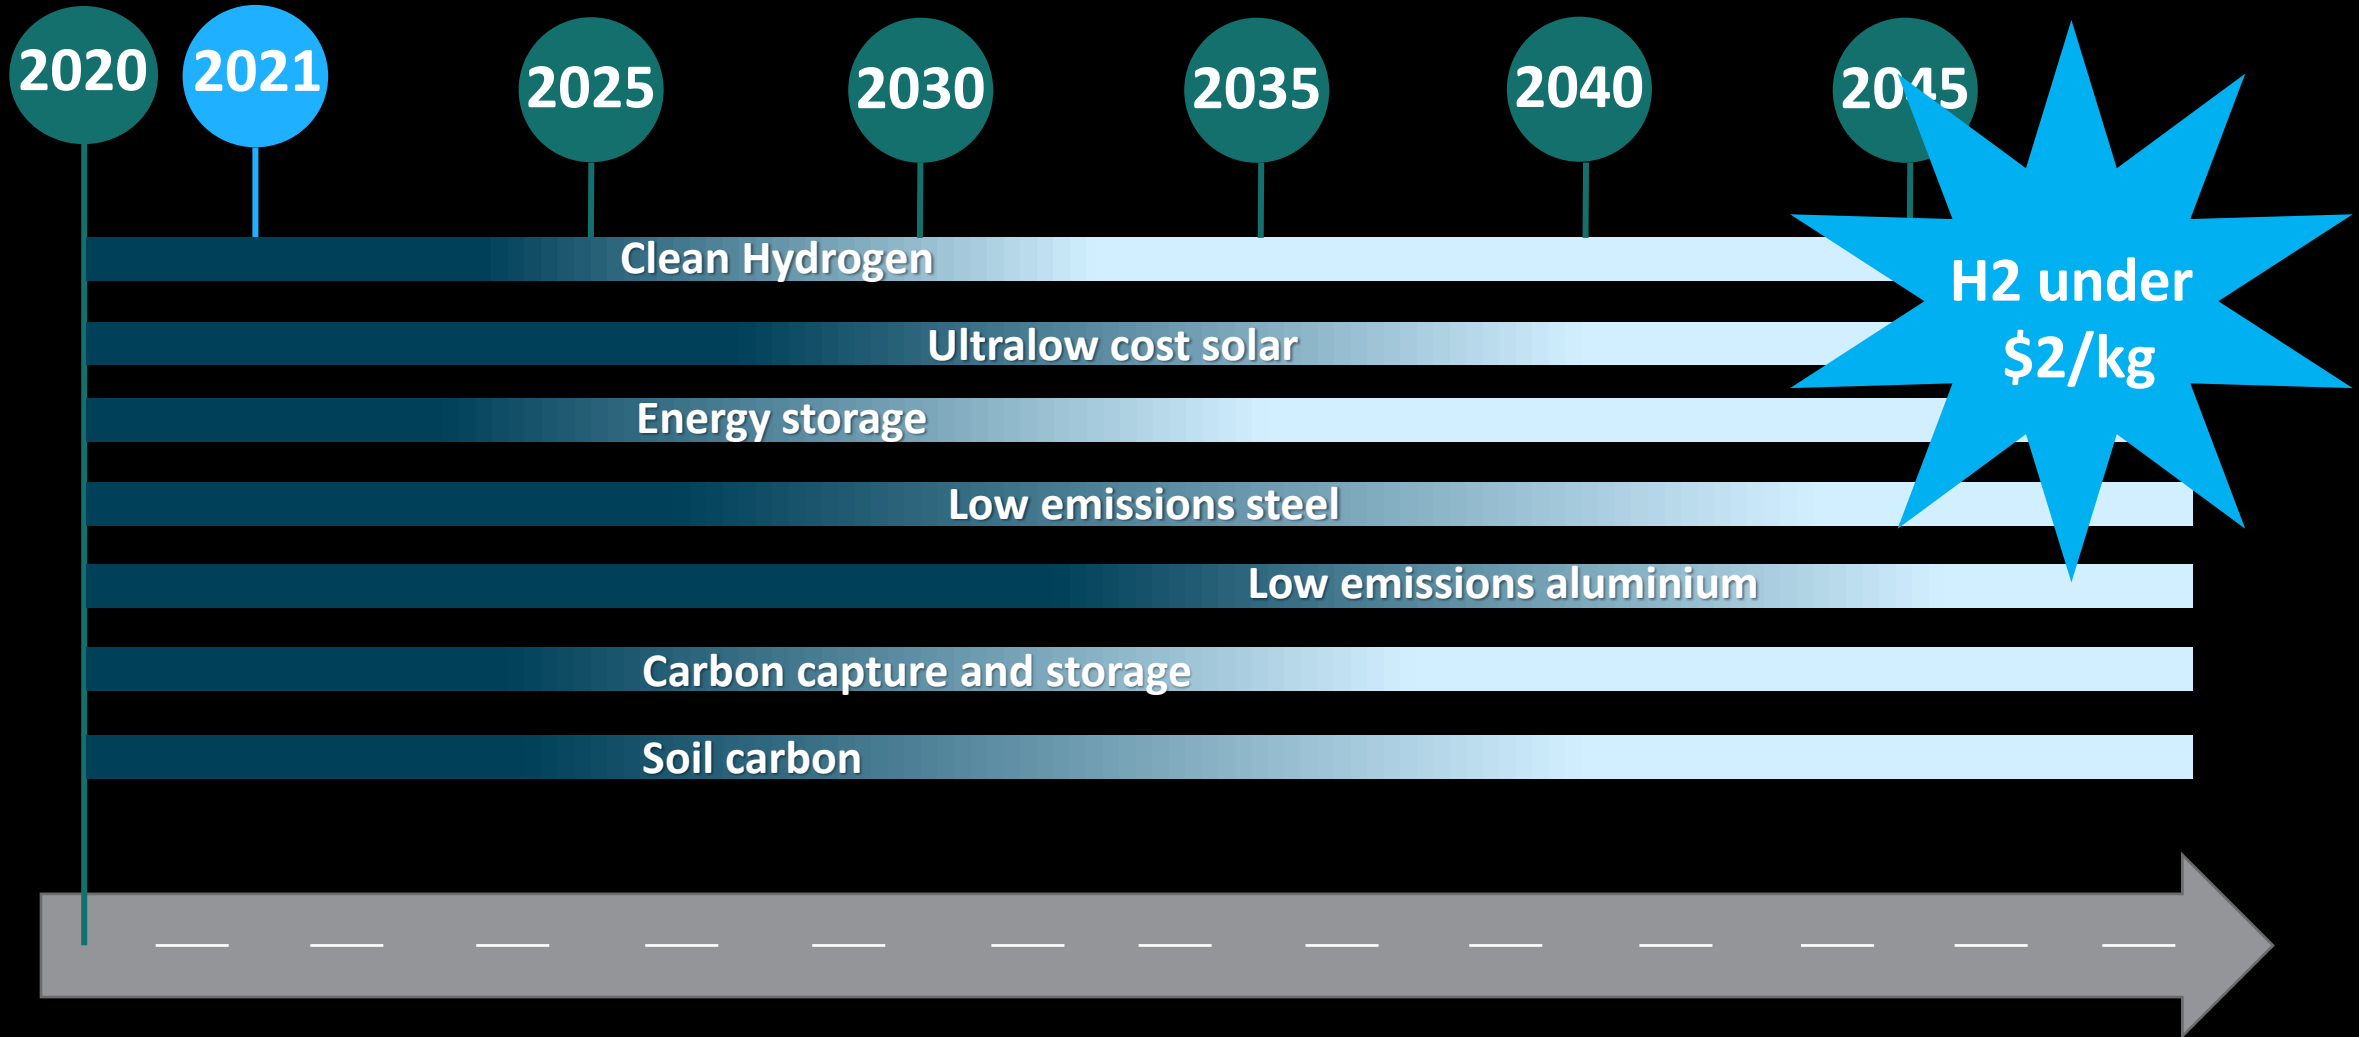 2020
2021
2025
2030
2035
2040
2045
Clean Hydrogen
Ultralow cost solar
Energy storage
Low emissions steel
Low emissions aluminium
Carbon capture and storage
Soil carbon
H2 under
$2/kg